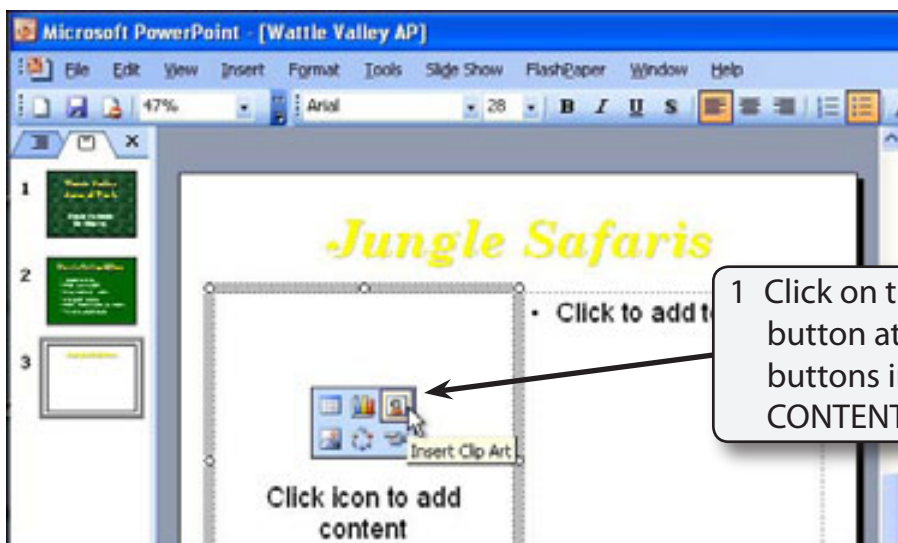 Microsoft PowerPoint - [Wattle Valley AP]
File Edit View Insert Format Tools Slide Show FlashPaper Window Help
47% Arial 28 B I U S
1
2
3
Jungle Safaris
• Click to add t
Insert Clip Art
Click icon to add
content
1 Click on t
button at
buttons i
CONTENT